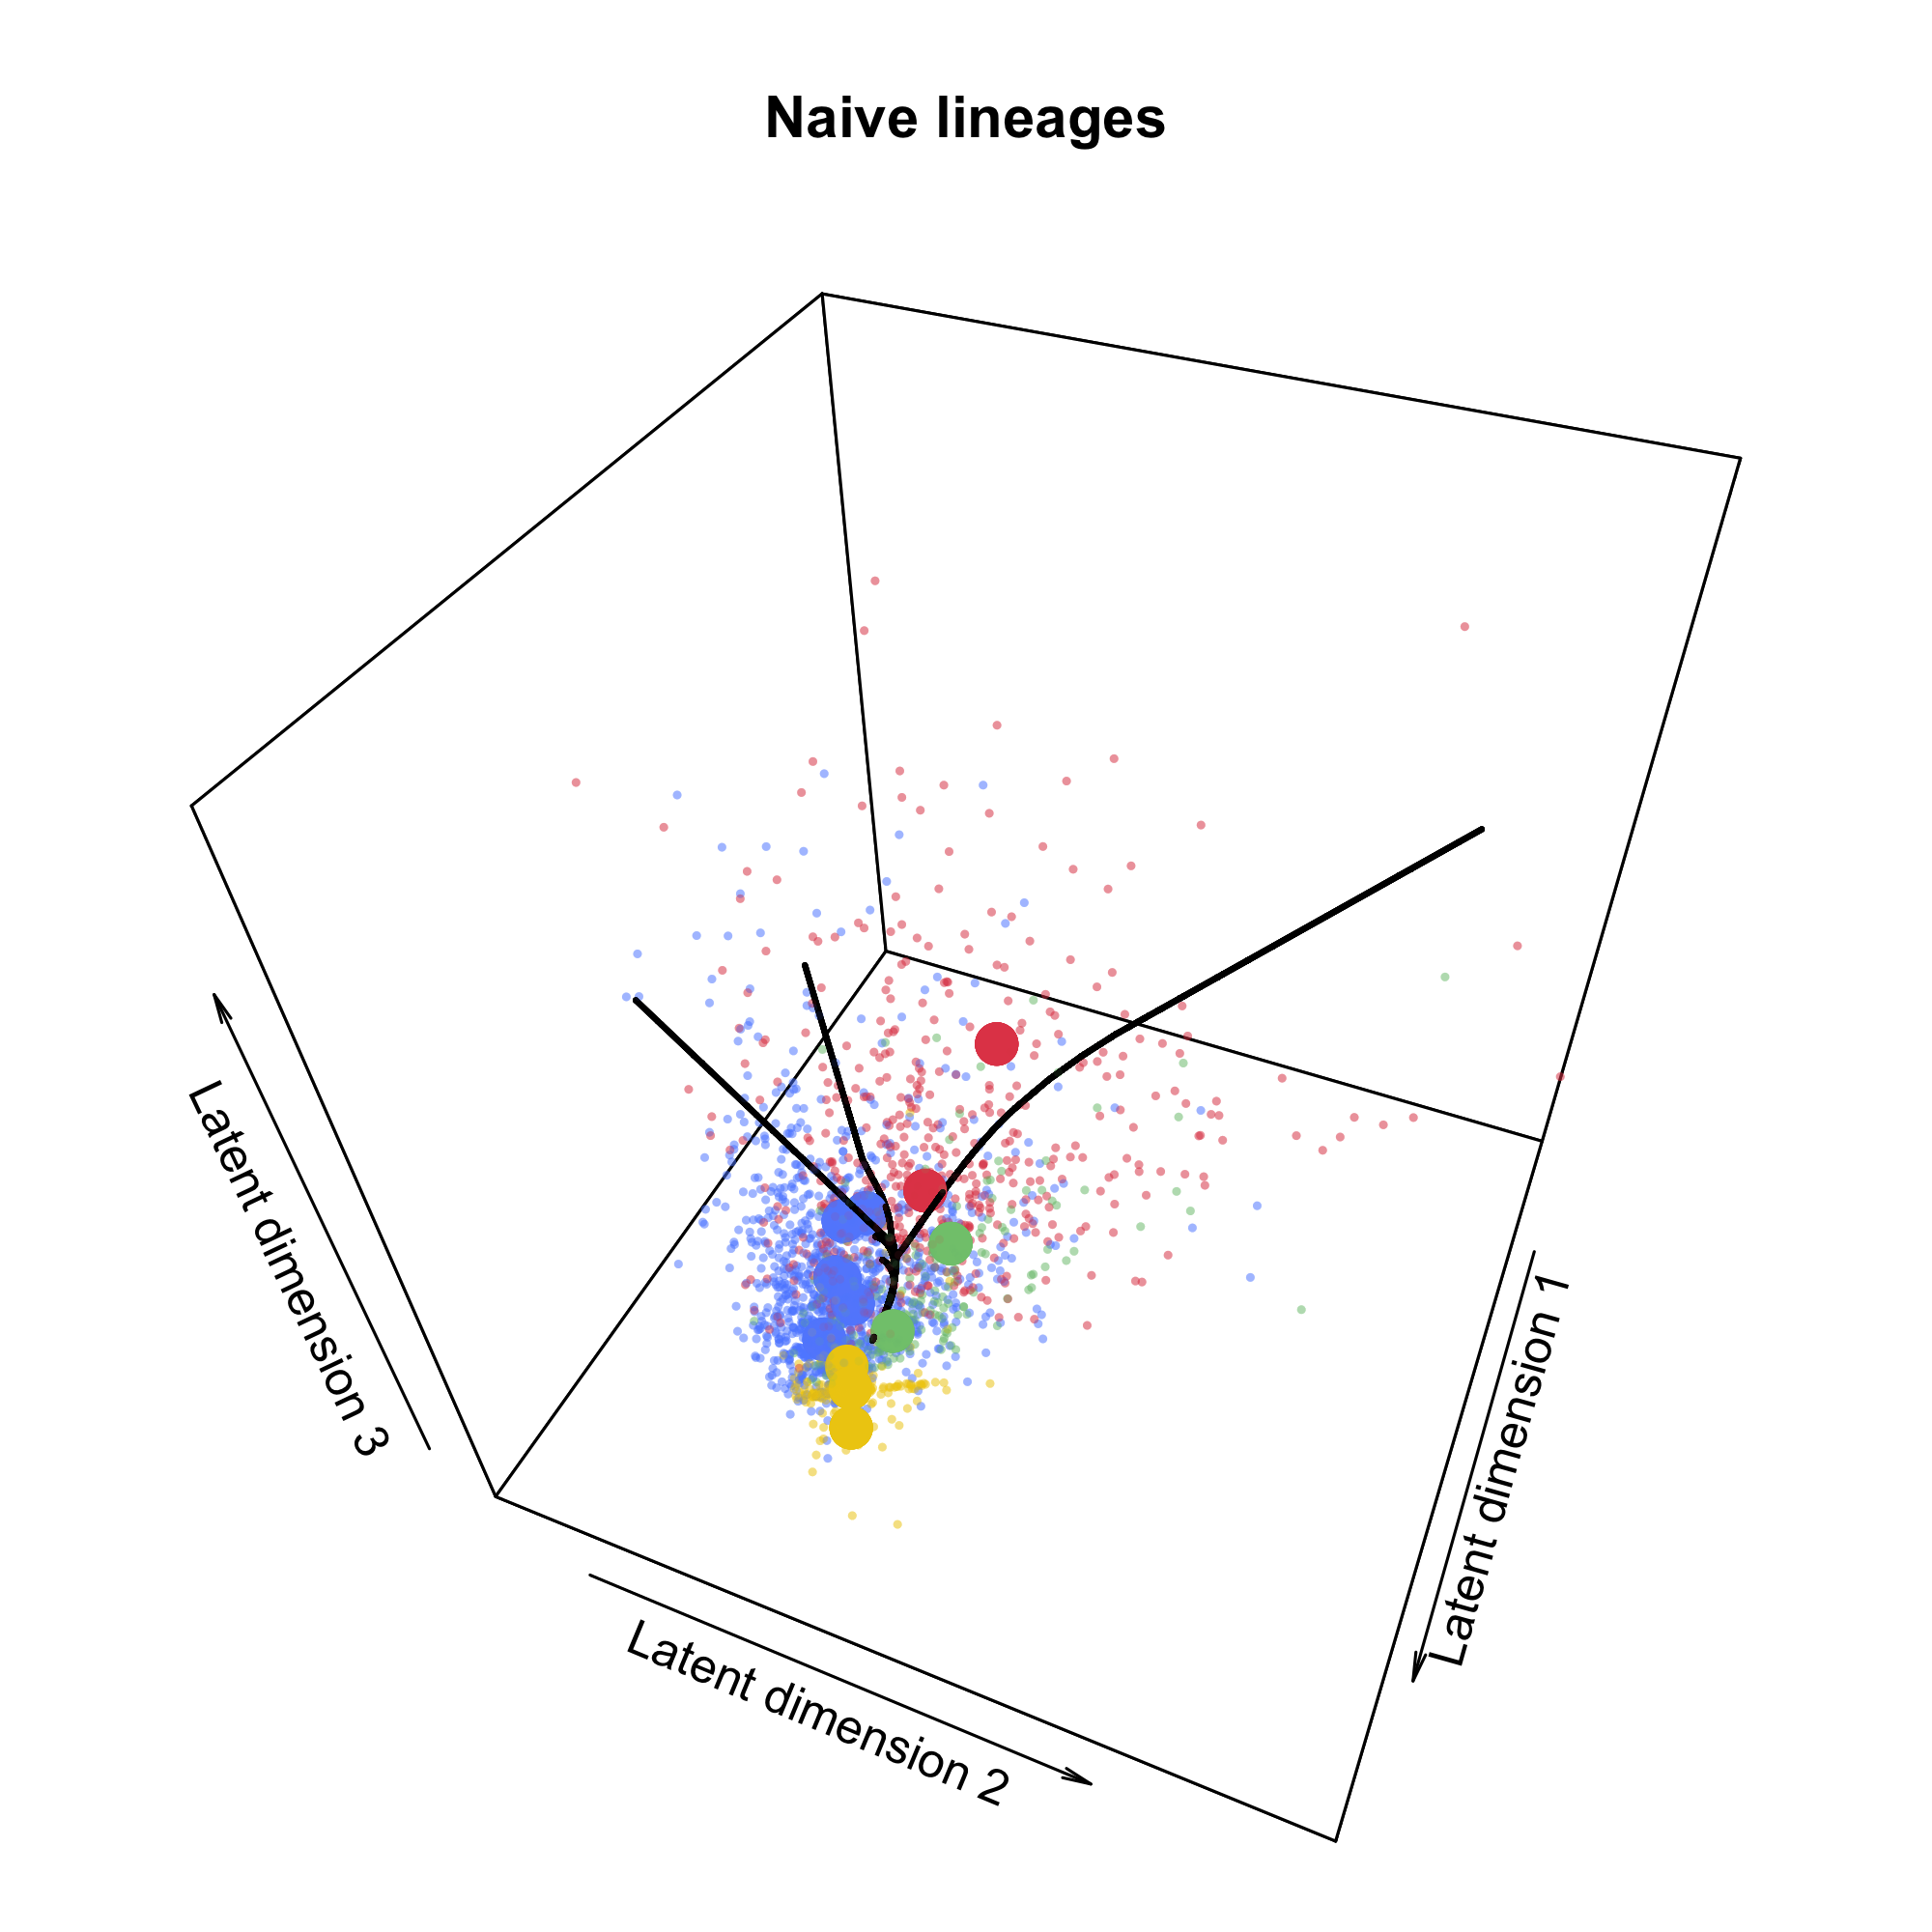 Naive lineages
Latent dimension 3
Latent dimension 2
Latent dimension 1